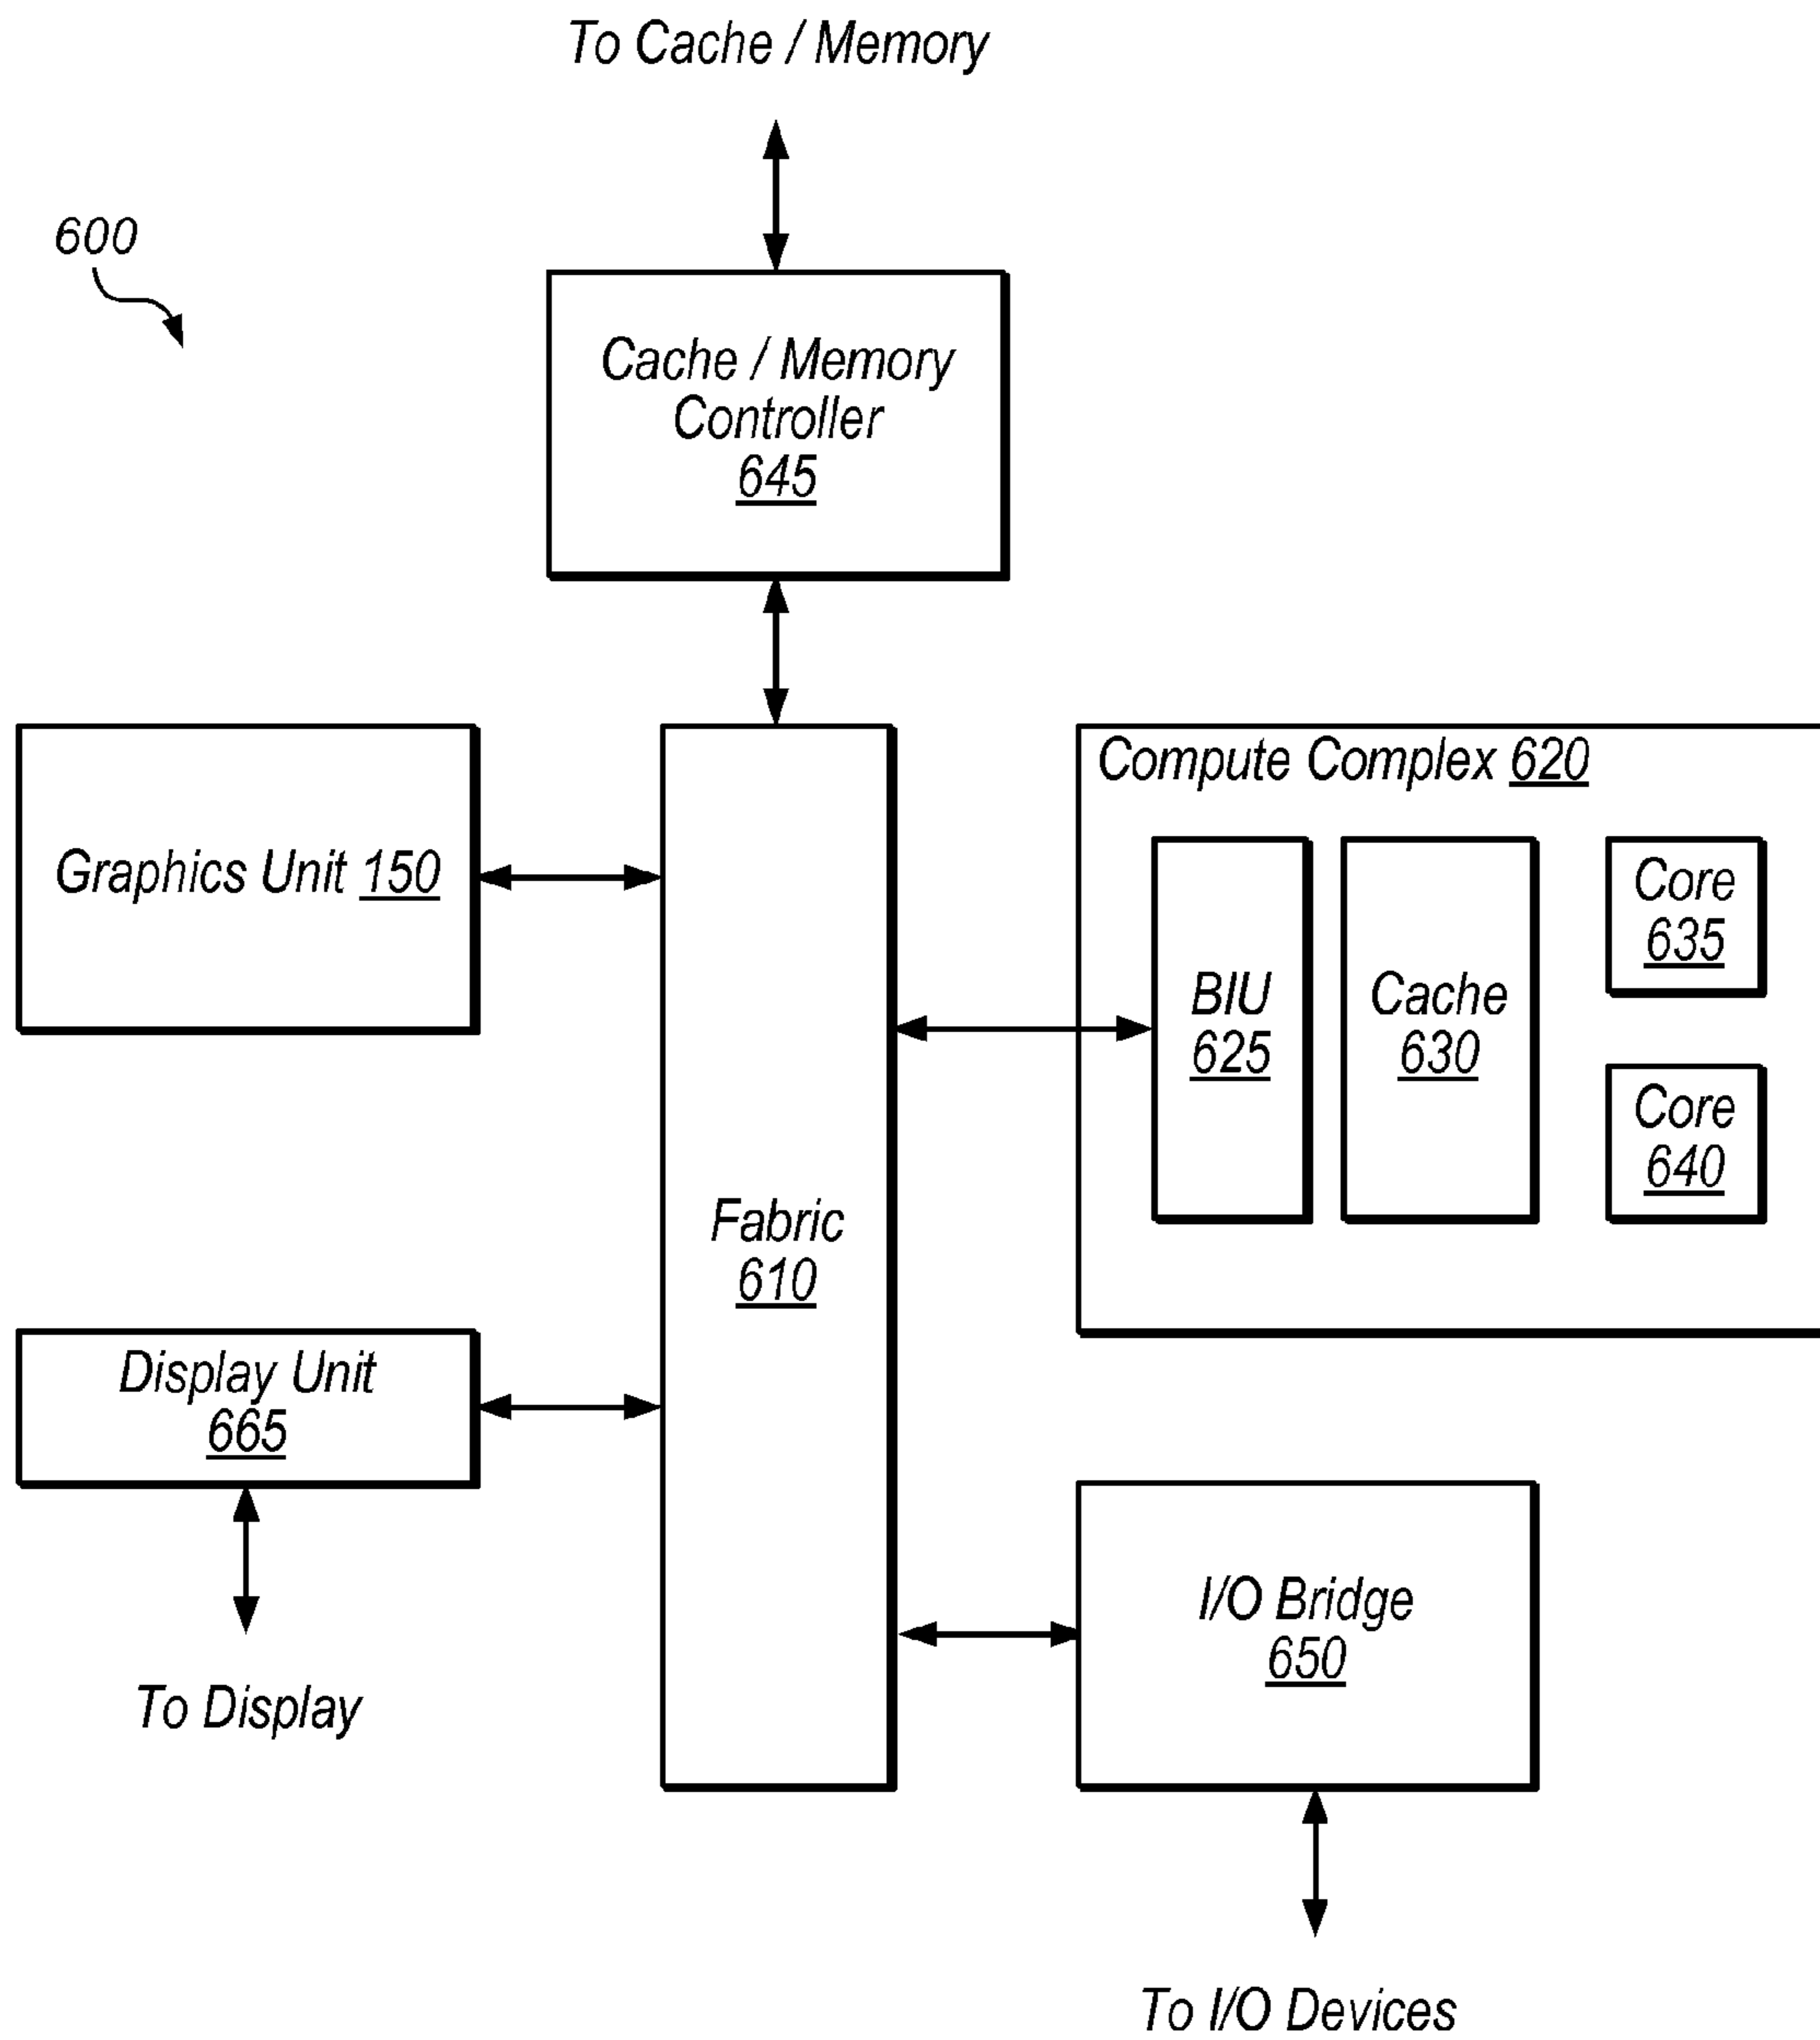 To Cache / Memory
600
Cache / Memory
Controller
645
Graphics Unit 150
Compute Complex 620
BIU
625
Cache
630
Core
635
Core
640
Fabric
610
Display Unit
665
To Display
I/O Bridge
650
To I/O Devices